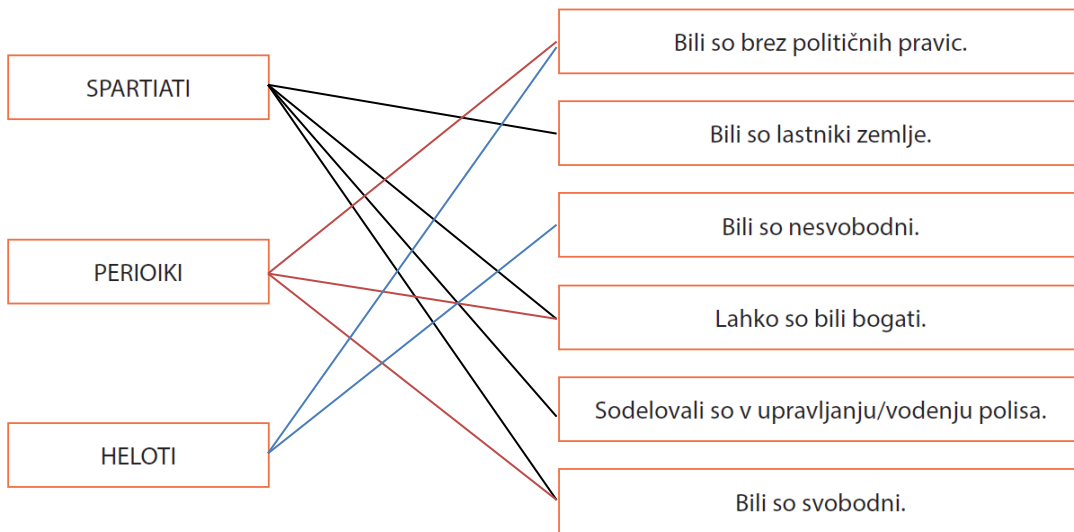 SPARTIATI
PERIOIKI
HELOTI
Bili so brez političnih pravic.
Bili so lastniki zemlje.
Bili so nesvobodni.
Lahko so bili bogati.
Sodelovali so v upravljanju/vodenju polisa.
Bili so svobodni.